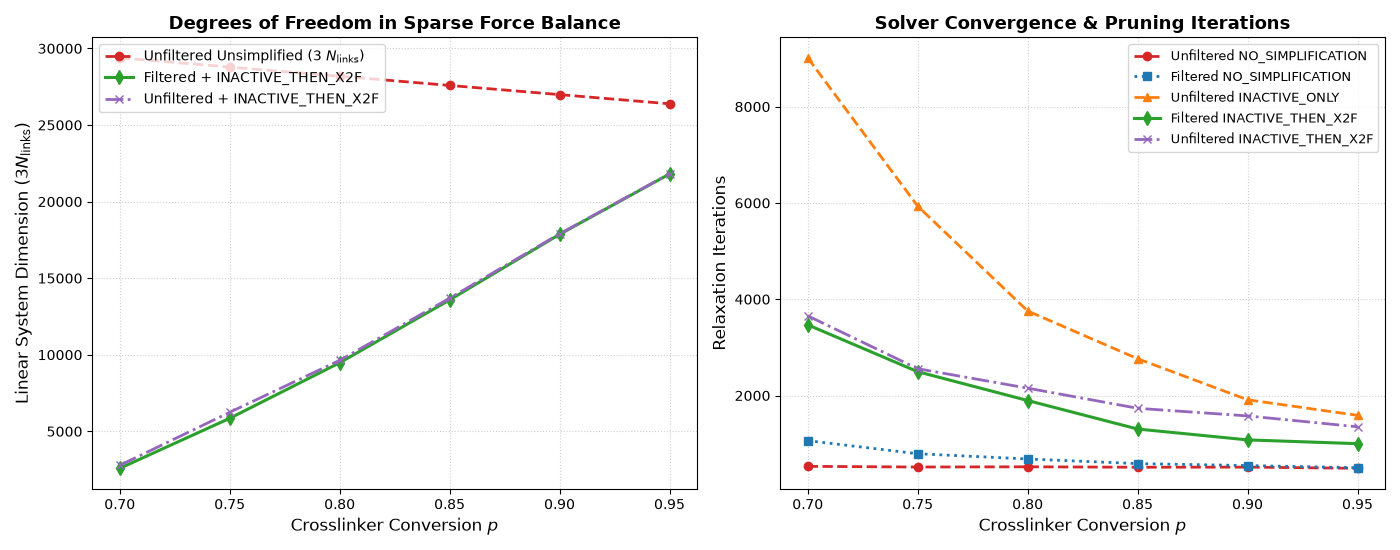 Degrees of Freedom in Sparse Force Balance
Linear System Dimension (3N_links)
30000
25000
20000
15000
10000
5000
Unfiltered Unsimplified (3 N_links)
Filtered + INACTIVE_THEN_X2F
Unfiltered + INACTIVE_THEN_X2F
0.70 0.75 0.80 0.85 0.90 0.95
Crosslinker Conversion p
Solver Convergence & Pruning Iterations
Relaxation Iterations
8000
6000
4000
2000
Unfiltered NO_SIMPLIFICATION
Filtered NO_SIMPLIFICATION
Unfiltered INACTIVE_ONLY
Filtered INACTIVE_THEN_X2F
Unfiltered INACTIVE_THEN_X2F
0.70 0.75 0.80 0.85 0.90 0.95
Crosslinker Conversion p